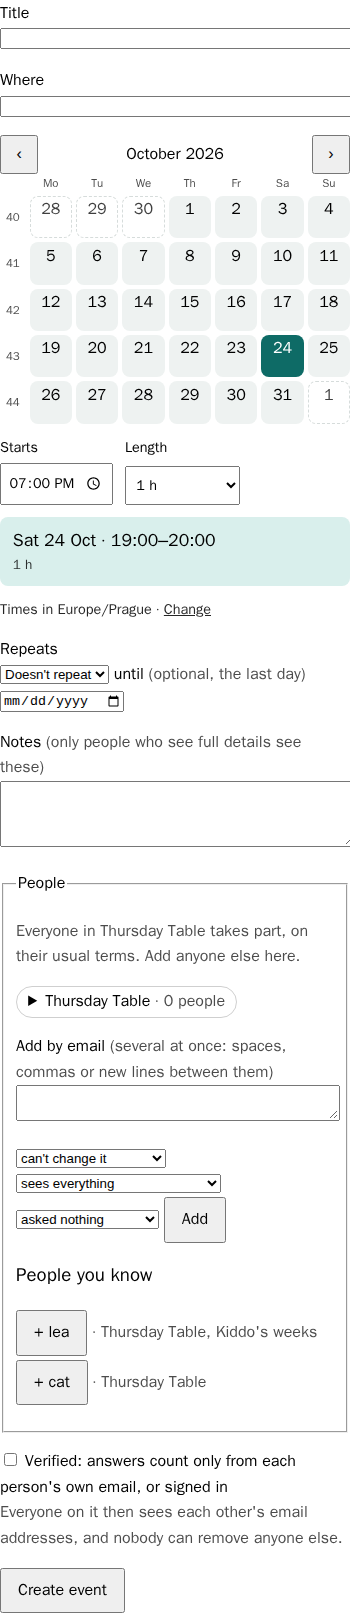 Title
Where
‹ October 2026 ›
Mo Tu We Th Fr Sa Su
40 28 29 30 1 2 3 4
41 5 6 7 8 9 10 11
42 12 13 14 15 16 17 18
43 19 20 21 22 23 24 25
44 26 27 28 29 30 31 1
Starts Length
07:00 PM 1 h
Sat 24 Oct · 19:00–20:00
1 h
Times in Europe/Prague · Change
Repeats
Doesn't repeat until (optional, the last day)
mm/dd/yyyy
Notes (only people who see full details see
these)
People
Everyone in Thursday Table takes part, on
their usual terms. Add anyone else here.
▶ Thursday Table · 0 people
Add by email (several at once: spaces,
commas or new lines between them)
can't change it
sees everything
asked nothing Add
People you know
+ lea · Thursday Table, Kiddo's weeks
+ cat · Thursday Table
Verified: answers count only from each
person's own email, or signed in
Everyone on it then sees each other's email
addresses, and nobody can remove anyone else.
Create event